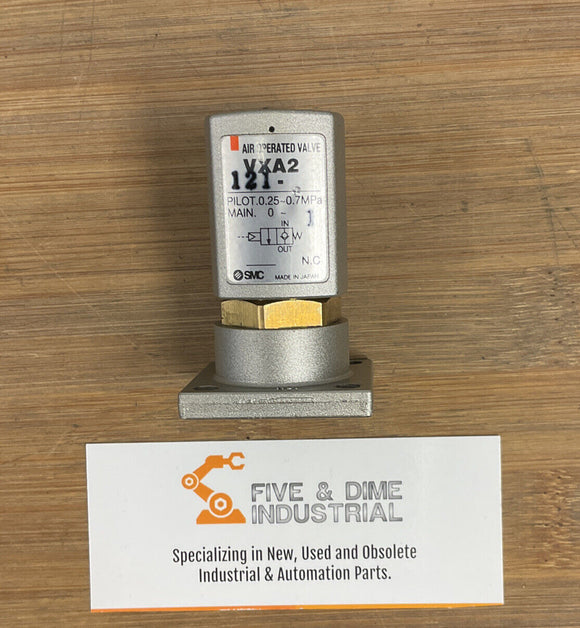 AIR OPERATED VALVE
VXA2
121-
PILOT.0.25~0.7MPa
MAIN. 0 ~ 1
IN
OUT
N.C
SMC MADE IN JAPAN
FIVE & DIME
INDUSTRIAL
Specializing in New, Used and Obsolete
Industrial & Automation Parts.